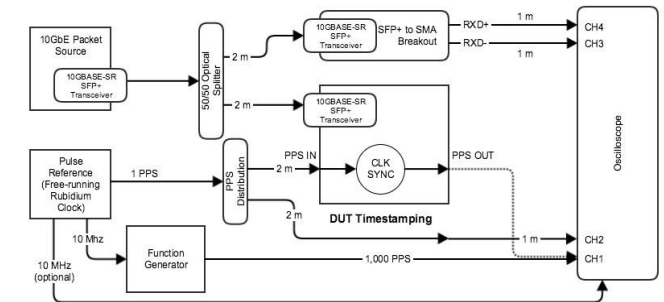 10GbE Packet
Source
10GBASE-SR
SFP+
Transceiver
50/50 Optical
Splitter
2 m
2 m
10GBASE-SR
SFP+
Transceiver
SFP+ to SMA
Breakout
RXD+
RXD-
1 m
1 m
CH4
CH3
Oscilloscope
10GBASE-SR
SFP+
Transceiver
Pulse
Reference
(Free-running
Rubidium
Clock)
1 PPS
PPS
Distribution
2 m
PPS IN
CLK
SYNC
PPS OUT
2 m
DUT Timestamping
1 m
CH2
CH1
10 Mhz
10 MHz
(optional)
Function
Generator
1,000 PPS